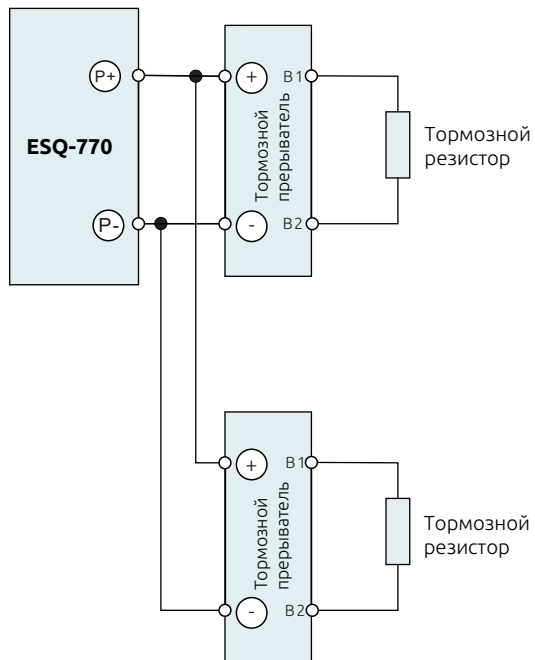 P+
ESQ-770
P-
+
Тормозной
прерыватель
-
B1
B2
Тормозной
резистор
+
Тормозной
прерыватель
-
B1
B2
Тормозной
резистор